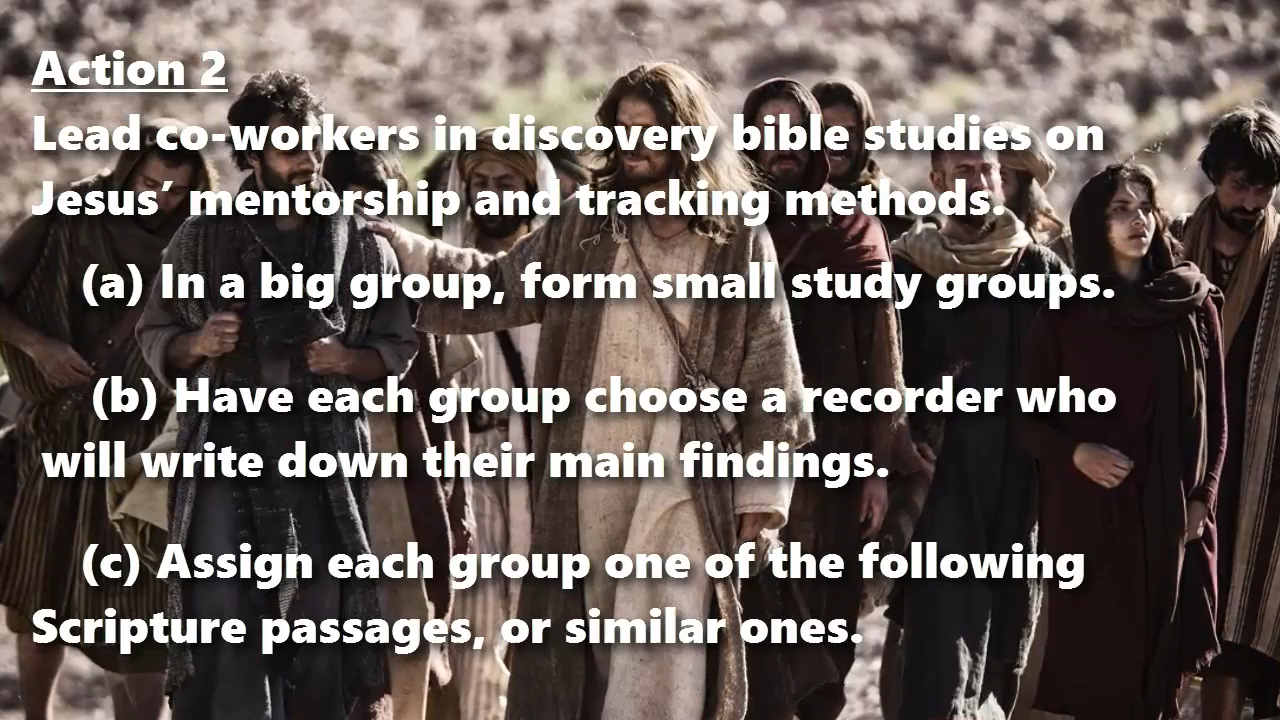 Action 2
Lead co-workers in discovery bible studies on
Jesus’ mentorship and tracking methods.
(a) In a big group, form small study groups.
(b) Have each group choose a recorder who
will write down their main findings.
(c) Assign each group one of the following
Scripture passages, or similar ones.